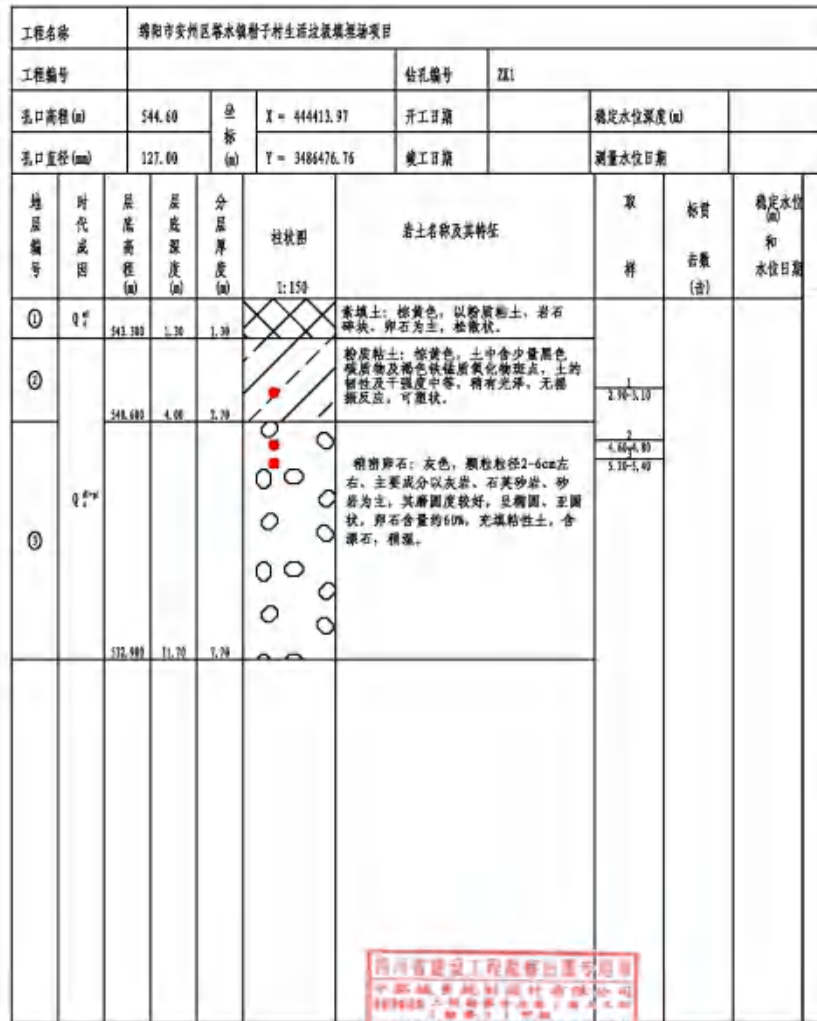 工程名称 绵阳市安州区塔水镇柑子村生活垃圾填埋场项目
工程编号 钻孔编号 ZK1
孔口高程(m) 544.60 坐标(m) X = 444413.97 开工日期 稳定水位深度(m)
孔口直径(mm) 127.00 Y = 3486476.76 竣工日期 测量水位日期
地层编号 时代成因 层底高程(m) 层底深度(m) 分层厚度(m) 柱状图 1:150 岩土名称及其特征 取样 标贯击数(击) 稳定水位(m)和水位日期
① Q 4 ml 543.300 1.30 1.30
素填土：棕黄色，以粉质粘土、岩石
碎块、卵石为主，松散状。
② 540.600 4.00 2.70
粉质粘土：棕黄色，土中含少量黑色
碳质物及褐色铁锰质氧化物斑点，土的
韧性及干强度中等，稍有光泽，无摇
振反应，可塑状。
1
2.90-3.10
③ Q 4 al+pl 532.900 11.70 7.70
稍密卵石：灰色，颗粒粒径2-6cm左
右，主要成分以灰岩、石英砂岩、砂
岩为主，其磨圆度较好，呈椭圆、亚圆
状，卵石含量约60%，充填粘性土，含
漂石，稍湿。
2
4.60-4.80
3
5.20-5.40
四川省建设工程勘察出图专用章